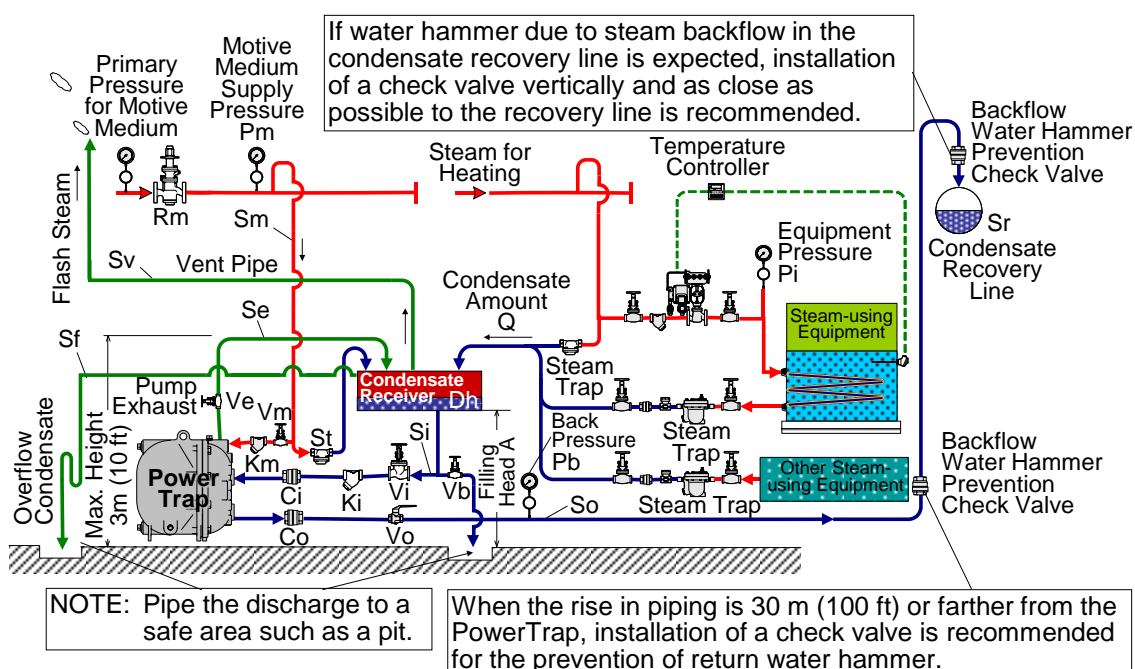 If water hammer due to steam backflow in the
condensate recovery line is expected, installation
of a check valve vertically and as close as
possible to the recovery line is recommended.
Primary
Pressure
for Motive
Medium
Motive
Medium
Supply
Pressure
Pm
Steam for
Heating
Temperature
Controller
Backflow
Water Hammer
Prevention
Check Valve
Rm
Sm
Flash Steam
Sv
Vent Pipe
Condensate
Amount
Q
Equipment
Pressure
Pi
Sr
Condensate
Recovery
Line
Steam-using
Equipment
Se
Sf
Steam
Trap
Condensate
Receiver
Dh
Pump
Exhaust
Ve
Vm
St
Si
Km
Overflow
Condensate
Max. Height
3m (10 ft)
Power
Trap
Ci
Ki
Vi
Vb
Filling
Head A
Back
Pressure
Pb
Steam
Trap
Other Steam-
using Equipment
Steam Trap
Backflow
Water Hammer
Prevention
Check Valve
Co
Vo
So
NOTE: Pipe the discharge to a
safe area such as a pit.
When the rise in piping is 30 m (100 ft) or farther from the
PowerTrap, installation of a check valve is recommended
for the prevention of return water hammer.